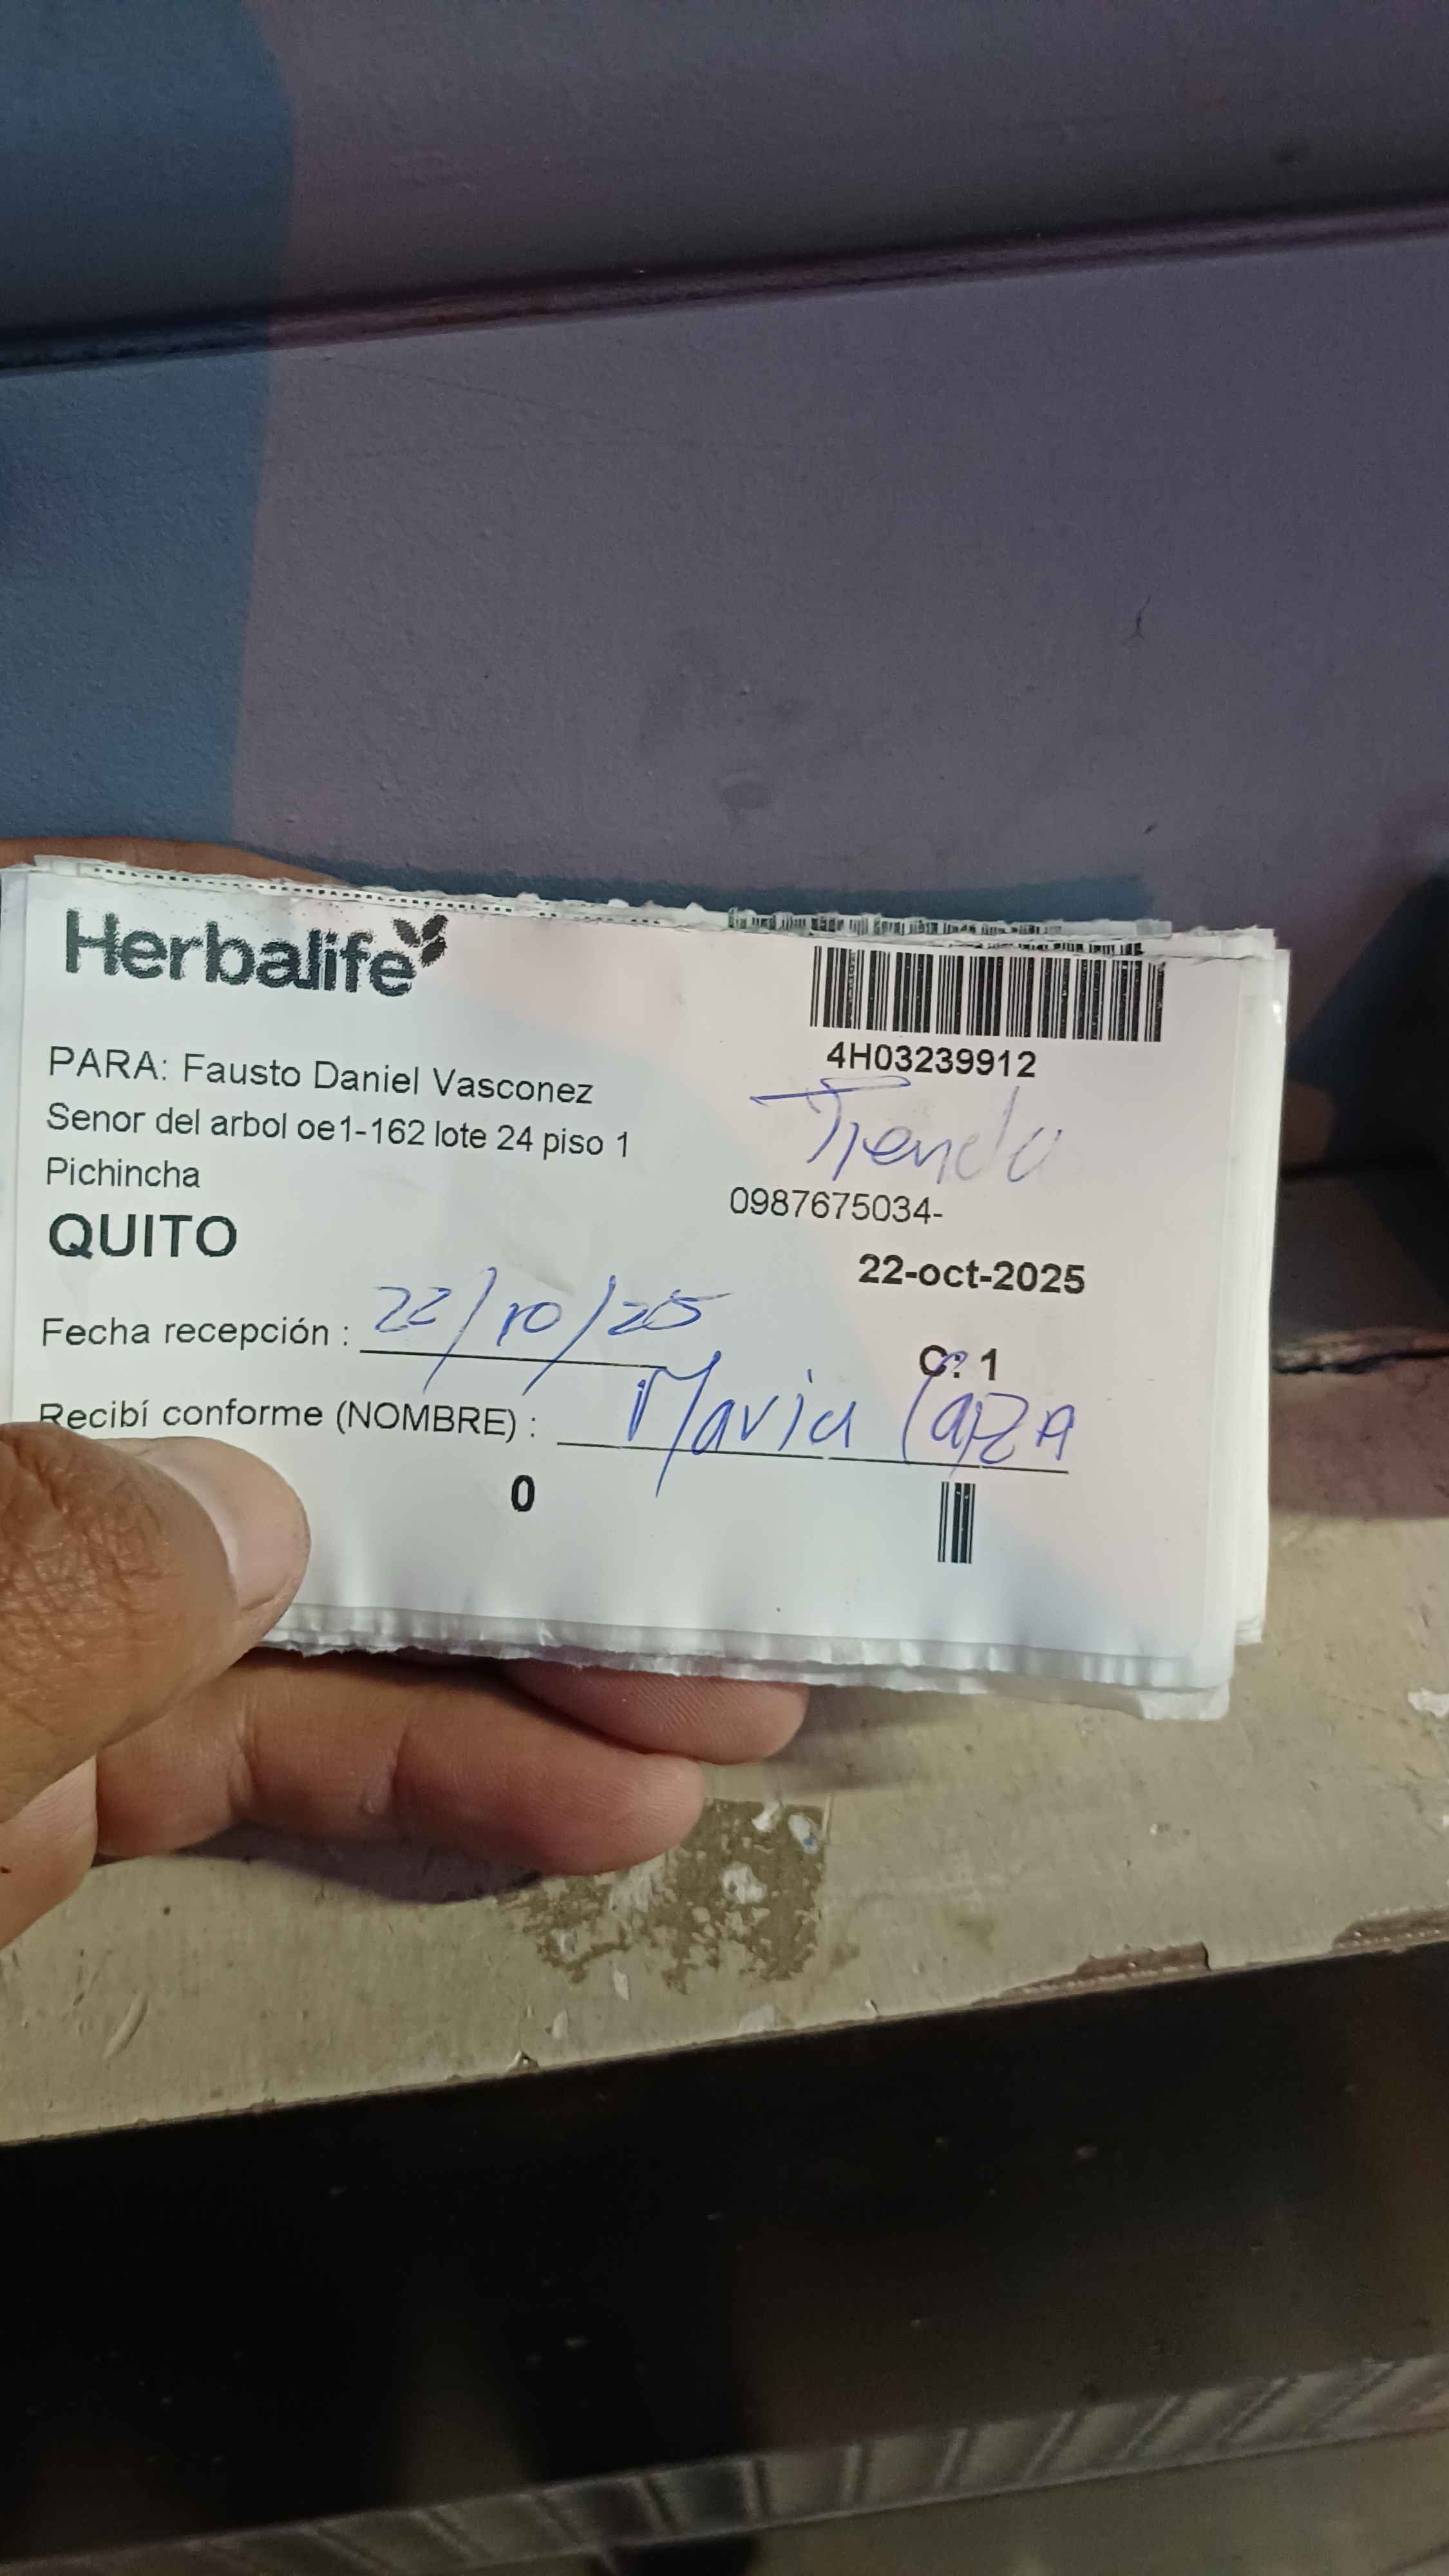 Herbalife
4H03239912
PARA: Fausto Daniel Vasconez
Senor del arbol oe1-162 lote 24 piso 1
Tienda
Pichincha
0987675034-
QUITO
22-oct-2025
Fecha recepción : 22/10/25
C: 1
Recibí conforme (NOMBRE) : Maria
0